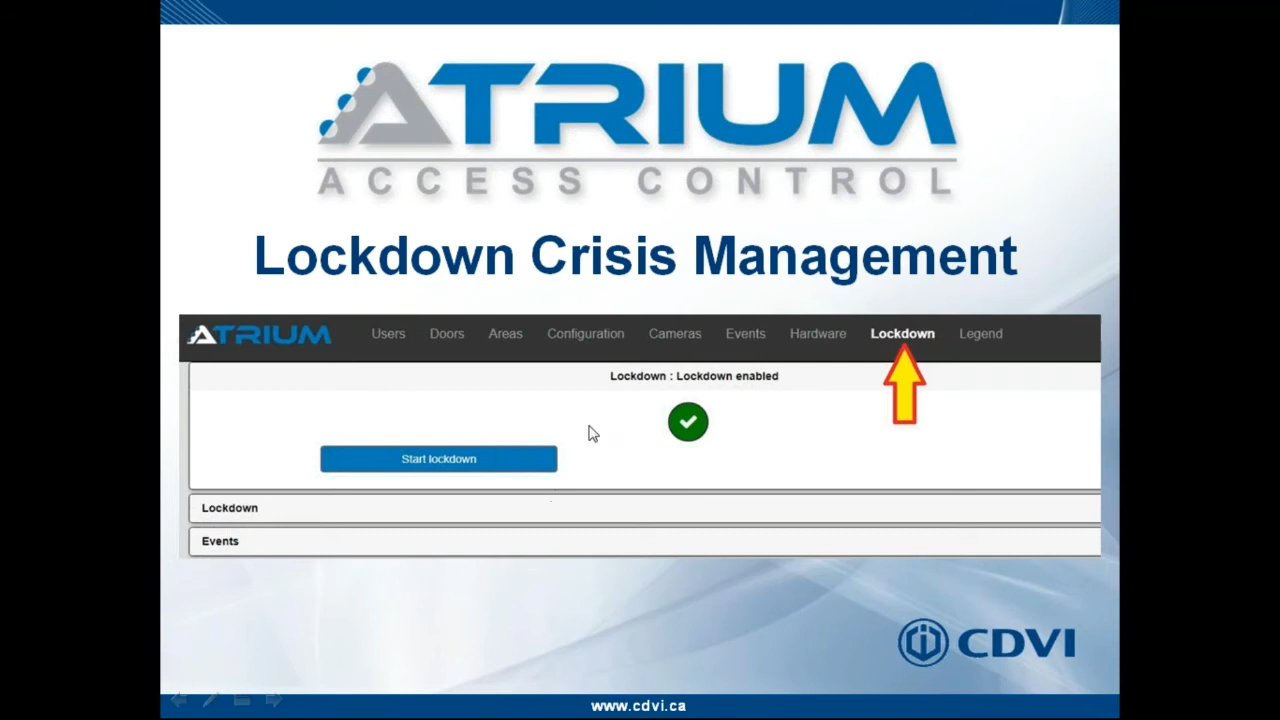 ATRIUM
ACCESS CONTROL
Lockdown Crisis Management
ATRIUM Users Doors Areas Configuration Cameras Events Hardware Lockdown Legend
Lockdown : Lockdown enabled
Start lockdown
Lockdown
Events
CDVI
www.cdvi.ca